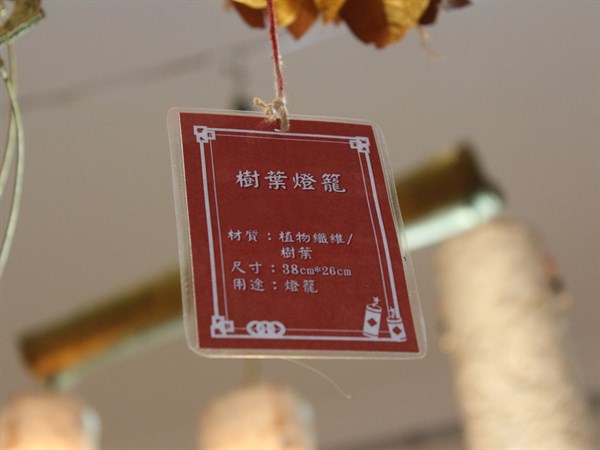 樹葉燈籠
材質：植物纖維/
樹葉
尺寸：38cm*26cm
用途：燈籠